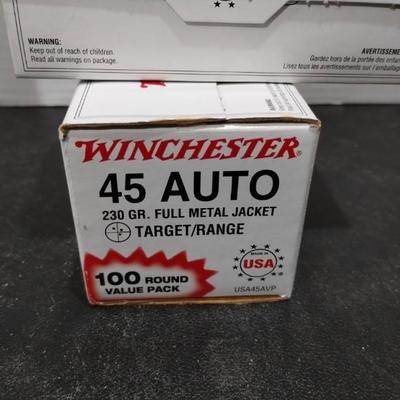 WARNING:
Keep out of reach of children.
Read all warnings on package.
AVERTISSEMENT
Gardez hors de la portée des enfan
Lisez tous les avertissements sur l'emballag
WINCHESTER
45 AUTO
230 GR. FULL METAL JACKET
TARGET/RANGE
100 ROUND
VALUE PACK
MADE IN
USA
USA45AVP